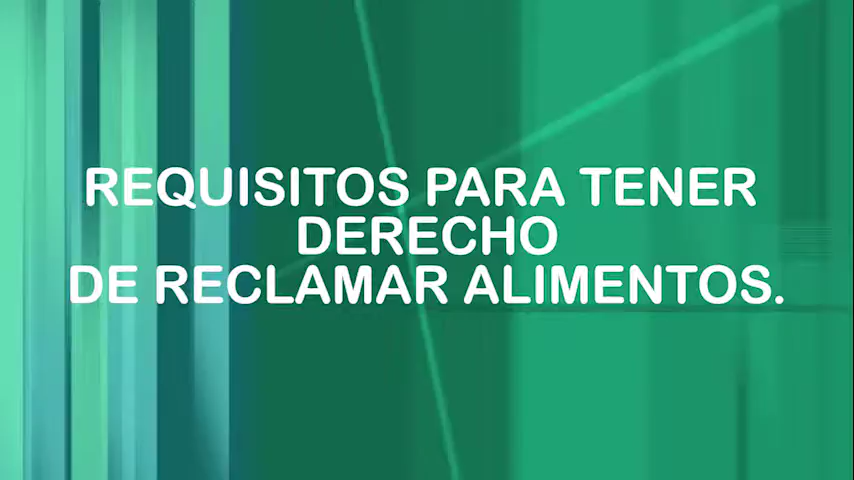 REQUISITOS PARA TENER
DERECHO
DE RECLAMAR ALIMENTOS.